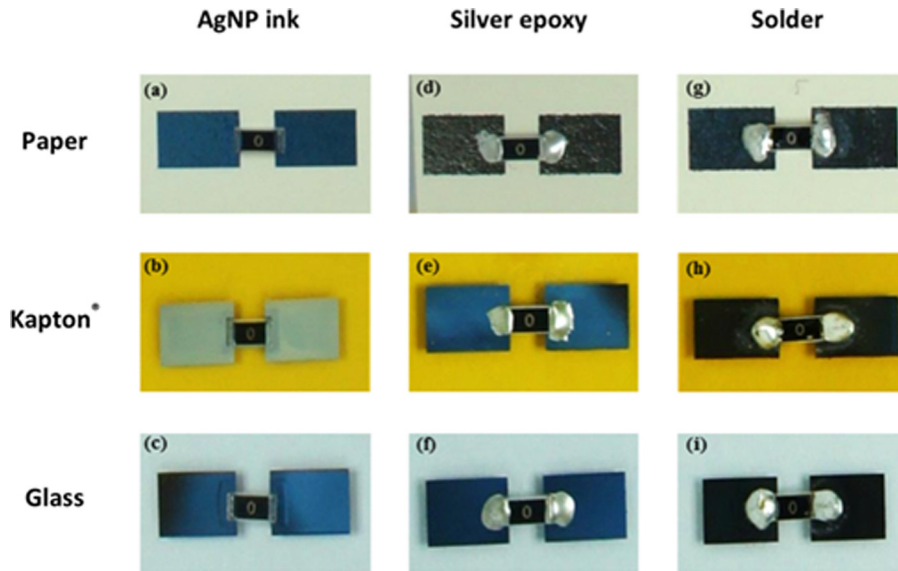 AgNP ink Silver epoxy Solder
Paper (a) 0 (d) 0 (g) 0
Kapton® (b) 0 (e) 0 (h) 0
Glass (c) 0 (f) 0 (i) 0